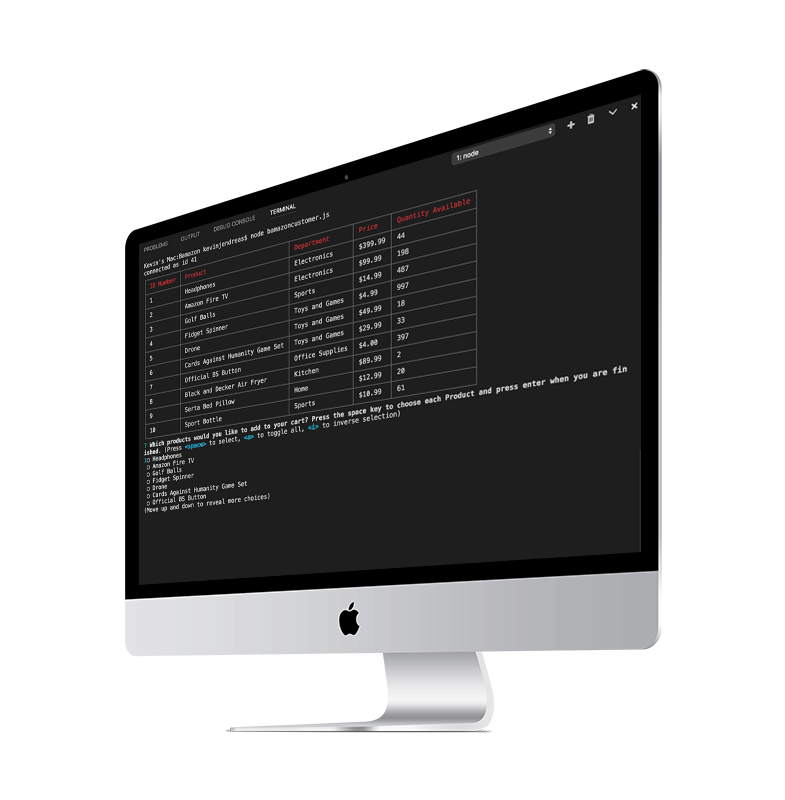 1: node
PROBLEMS OUTPUT DEBUG CONSOLE TERMINAL
Kevin's Mac:Bamazon kevinjendreas$ node bamazoncustomer.js
connected as id 41
ID Number Product Department Price Quantity Available
1 Headphones Electronics $399.99 44
2 Amazon Fire TV Electronics $99.99 198
3 Golf Balls Sports $14.99 487
4 Fidget Spinner Toys and Games $4.99 997
5 Drone Toys and Games $49.99 18
6 Cards Against Humanity Game Set Toys and Games $29.99 33
7 Official BS Button Office Supplies $4.00 397
8 Black and Decker Air Fryer Kitchen $89.99 2
9 Serta Bed Pillow Home $12.99 20
10 Sport Bottle Sports $10.99 61
? Which products would you like to add to your cart? Press the space key to choose each Product and press enter when you are fin
ished. (Press <space> to select, <a> to toggle all, <i> to inverse selection)
Headphones
Amazon Fire TV
Golf Balls
Fidget Spinner
Drone
Cards Against Humanity Game Set
Official BS Button
(Move up and down to reveal more choices)